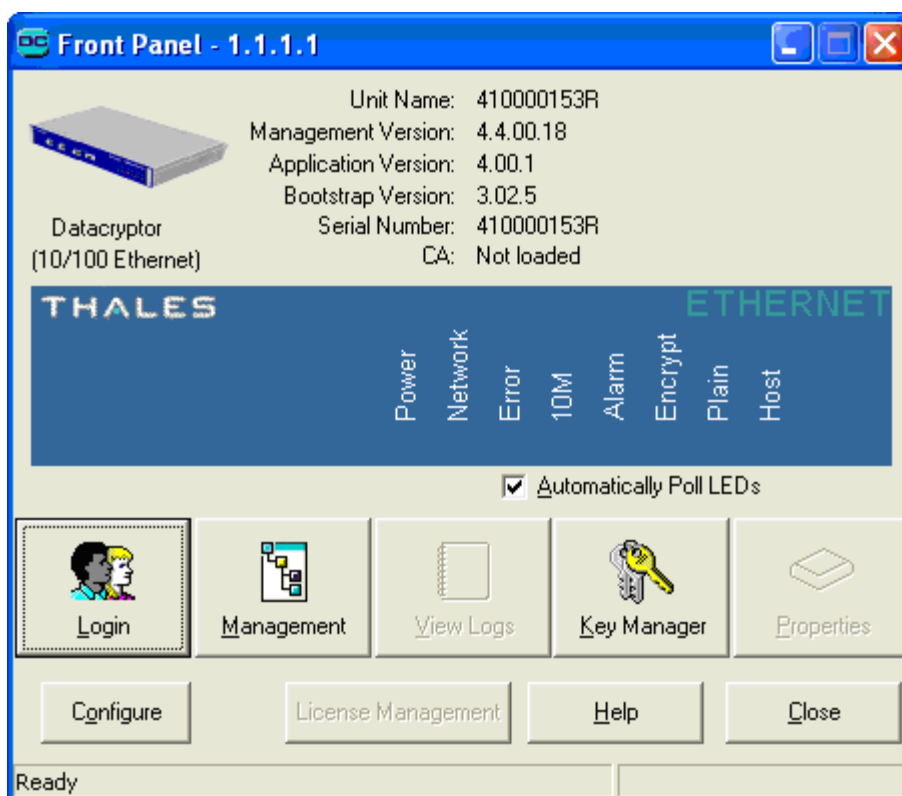 Front Panel - 1.1.1.1
Unit Name: 410000153R
Management Version: 4.4.00.18
Application Version: 4.00.1
Bootstrap Version: 3.02.5
Serial Number: 410000153R
CA: Not loaded
Datacryptor
(10/100 Ethernet)
THALES
ETHERNET
Power
Network
Error
10M
Alarm
Encrypt
Plain
Host
Automatically Poll LEDs
Login
Management
View Logs
Key Manager
Properties
Configure
License Management
Help
Close
Ready